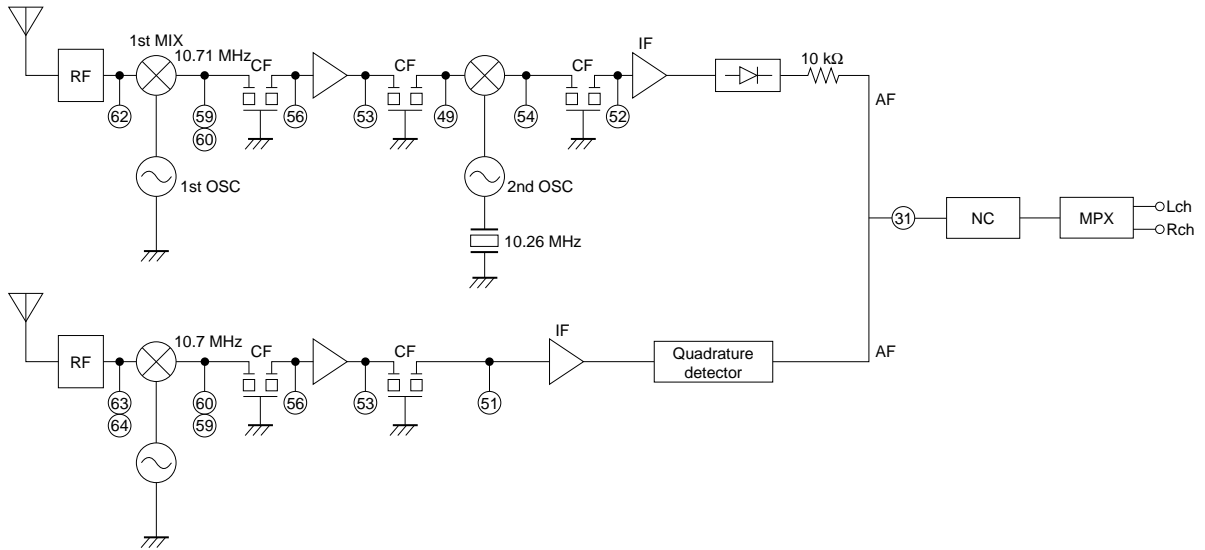 1st MIX
10.71 MHz
IF
RF
CF
CF
CF
10 kΩ
AF
62
59
60
56
53
49
54
52
1st OSC
2nd OSC
10.26 MHz
31
NC
MPX
Lch
Rch
10.7 MHz
IF
RF
CF
CF
Quadrature
detector
AF
63
64
60
59
56
53
51